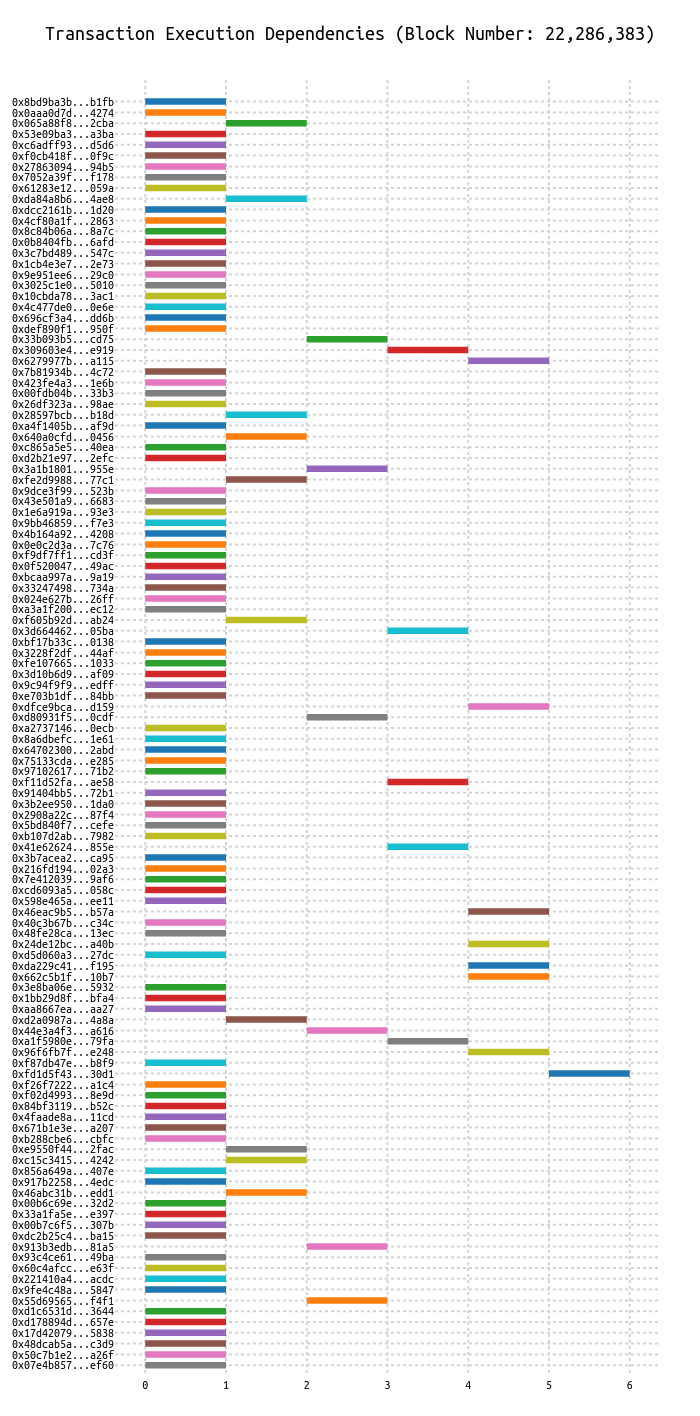 Transaction Execution Dependencies (Block Number: 22,286,383)
0x8bd9ba3b...b1fb
0x0aaa0d7d...4274
0x065a88f8...2cba
0x53e09ba3...a3ba
0xc6adff93...d5d6
0xf0cb418f...0f9c
0x27863094...94b5
0x7052a39f...f178
0x61283e12...059a
0xda84a8b6...4ae8
0xdcc2161b...1d20
0x4cf80a1f...2863
0x8c84b06a...8a7c
0x0b8404fb...6afd
0x3c7bd489...547c
0x1cb4e3e7...2e73
0x9e951ee6...29c0
0x3025c1e0...5010
0x10cbda78...3ac1
0x4c477de0...0e6e
0x696cf3a4...dd6b
0xdef890f1...950f
0x33b093b5...cd75
0x309603e4...e919
0x6279977b...a115
0x7b81934b...4c72
0x423fe4a3...1e6b
0x00fdb04b...33b3
0x26df323a...98ae
0x28597bcb...b18d
0xa4f1405b...af9d
0x640a0cfd...0456
0xc865a5e5...40ea
0xd2b21e97...2efc
0x3a1b1801...955e
0xfe2d9988...77c1
0x9dce3f99...523b
0x43e501a9...6683
0x1e6a919a...93e3
0x9bb46859...f7e3
0x4b164a92...4208
0x0e0c2d3a...7c76
0xf9df7ff1...cd3f
0x0f520047...49ac
0xbcaa997a...9a19
0x33247498...734a
0x024e627b...26ff
0xa3a1f200...ec12
0xf605b92d...ab24
0x3d664462...05ba
0xbf17b33c...0138
0x3228f2df...44af
0xfe107665...1033
0x3d10b6d9...af09
0x9c94f9f9...edff
0xe703b1df...84bb
0xdfce9bca...d159
0xd80931f5...0cdf
0xa2737146...0ecb
0x8a6dbefc...1e61
0x64702300...2abd
0x75133cda...e285
0x97102617...71b2
0xf11d52fa...ae58
0x91404bb5...72b1
0x3b2ee950...1da0
0x2908a22c...87f4
0x5bd840f7...cefe
0xb107d2ab...7982
0x41e62624...855e
0x3b7acea2...ca95
0x216fd194...02a3
0x7e412039...9af6
0xcd6093a5...058c
0x598e465a...ee11
0x46eac9b5...b57a
0x40c3b67b...c34c
0x48fe28ca...13ec
0x24de12bc...a40b
0xd5d060a3...27dc
0xda229c41...f195
0x662c5b1f...10b7
0x3e8ba06e...5932
0x1bb29d8f...bfa4
0xaa8667ea...aa27
0xd2a0987a...4a8a
0x44e3a4f3...a616
0xa1f5980e...79fa
0x96f6fb7f...e248
0xf87db47e...b8f9
0xfd1d5f43...30d1
0xf26f7222...a1c4
0xf02d4993...8e9d
0x84bf3119...b52c
0x4faade8a...11cd
0x671b1e3e...a207
0xb288cbe6...cbfc
0xe9550f44...2fac
0xc15c3415...4242
0x856a649a...407e
0x917b2258...4edc
0x46abc31b...edd1
0x00b6c69e...32d2
0x33a1fa5e...e397
0x00b7c6f5...307b
0xdc2b25c4...ba15
0x913b3edb...81a5
0x93c4ce61...49ba
0x60c4afcc...e63f
0x221410a4...acdc
0x9fe4c48a...5847
0x55d69565...f4f1
0xd1c6531d...3644
0xd178894d...657e
0x17d42079...5838
0x48dcab5a...c3d9
0x50c7b1e2...a26f
0x07e4b857...ef60
0 1 2 3 4 5 6